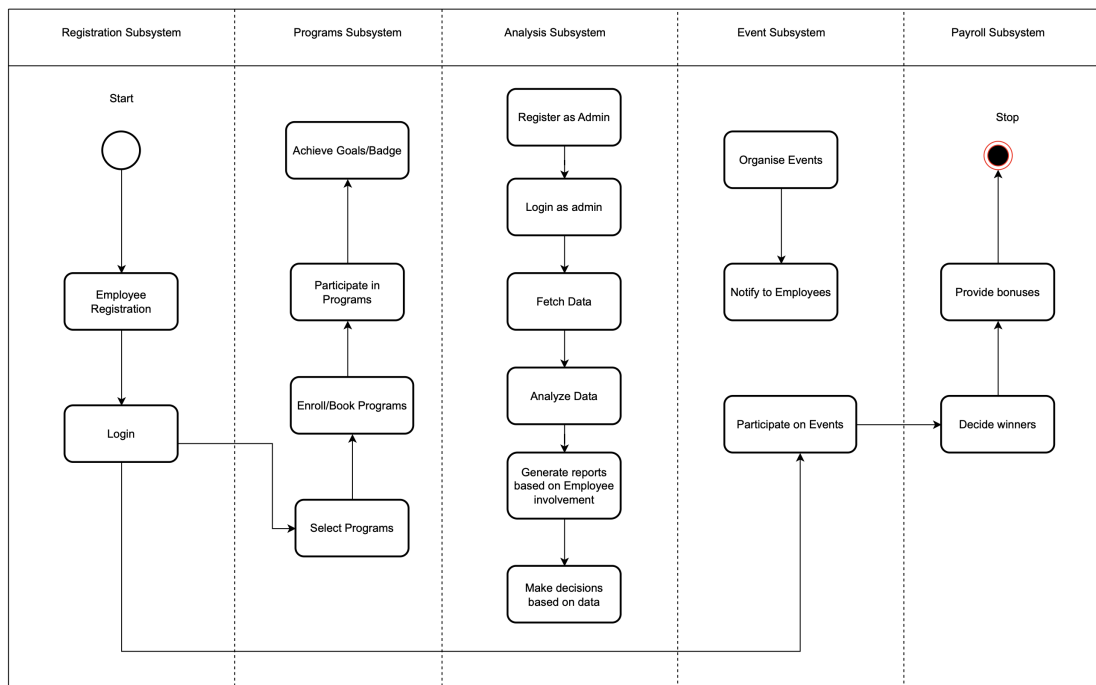 Registration Subsystem
Programs Subsystem
Analysis Subsystem
Event Subsystem
Payroll Subsystem
Start
Employee
Registration
Login
Achieve Goals/Badge
Participate in
Programs
Enroll/Book Programs
Select Programs
Register as Admin
Login as admin
Fetch Data
Analyze Data
Generate reports
based on Employee
involvement
Make decisions
based on data
Organise Events
Notify to Employees
Participate on Events
Stop
Provide bonuses
Decide winners